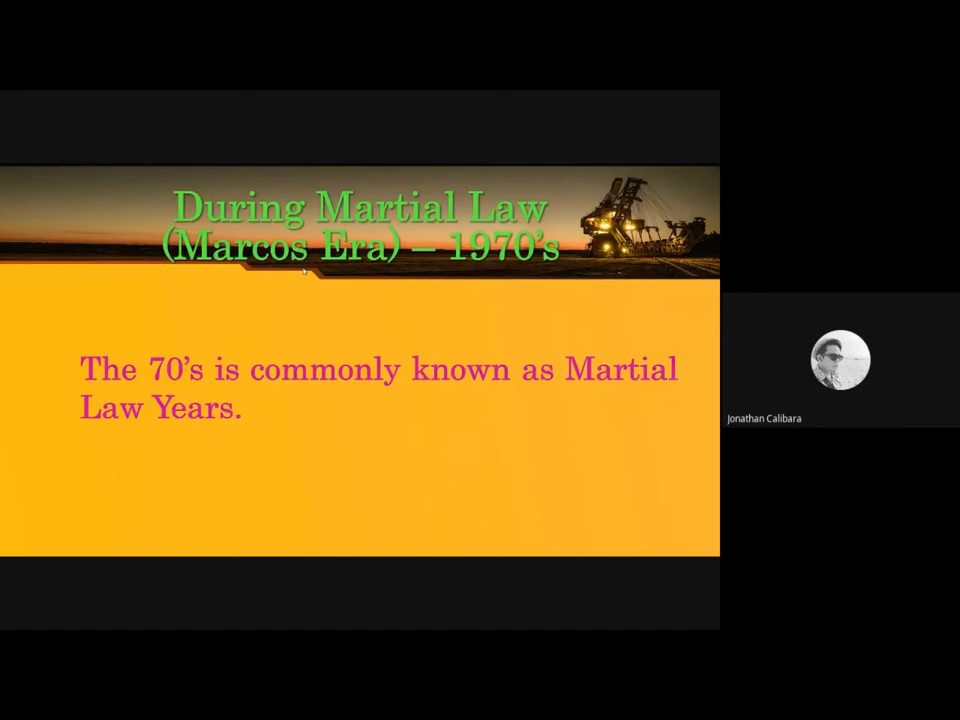 During Martial Law
(Marcos Era) – 1970’s
The 70’s is commonly known as Martial
Law Years.
Jonathan Calibara